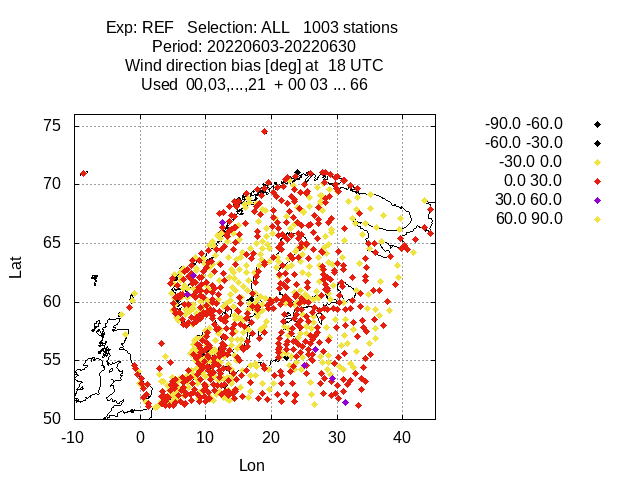 Exp: REF   Selection: ALL   1003 stations
Period: 20220603-20220630
Wind direction bias [deg] at  18 UTC
Used  00,03,...,21  + 00 03 ... 66
-90.0 -60.0
-60.0 -30.0
-30.0 0.0
0.0 30.0
30.0 60.0
60.0 90.0
75
70
65
60
55
50
Lat
-10 0 10 20 30 40
Lon